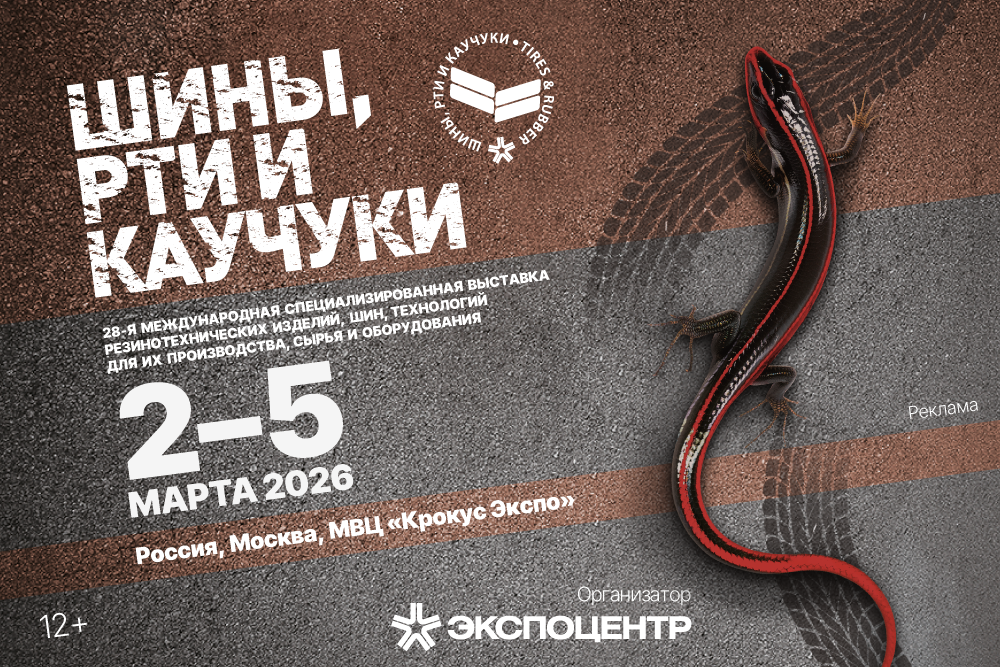 ШИНЫ,
РТИ И
КАУЧУКИ
ШИНЫ, РТИ И КАУЧУКИ • TIRES & RUBBER
28-Я МЕЖДУНАРОДНАЯ СПЕЦИАЛИЗИРОВАННАЯ ВЫСТАВКА
РЕЗИНОТЕХНИЧЕСКИХ ИЗДЕЛИЙ, ШИН, ТЕХНОЛОГИЙ
ДЛЯ ИХ ПРОИЗВОДСТВА, СЫРЬЯ И ОБОРУДОВАНИЯ
2–5
МАРТА 2026
Россия, Москва, МВЦ «Крокус Экспо»
Реклама
12+
Организатор
ЭКСПОЦЕНТР